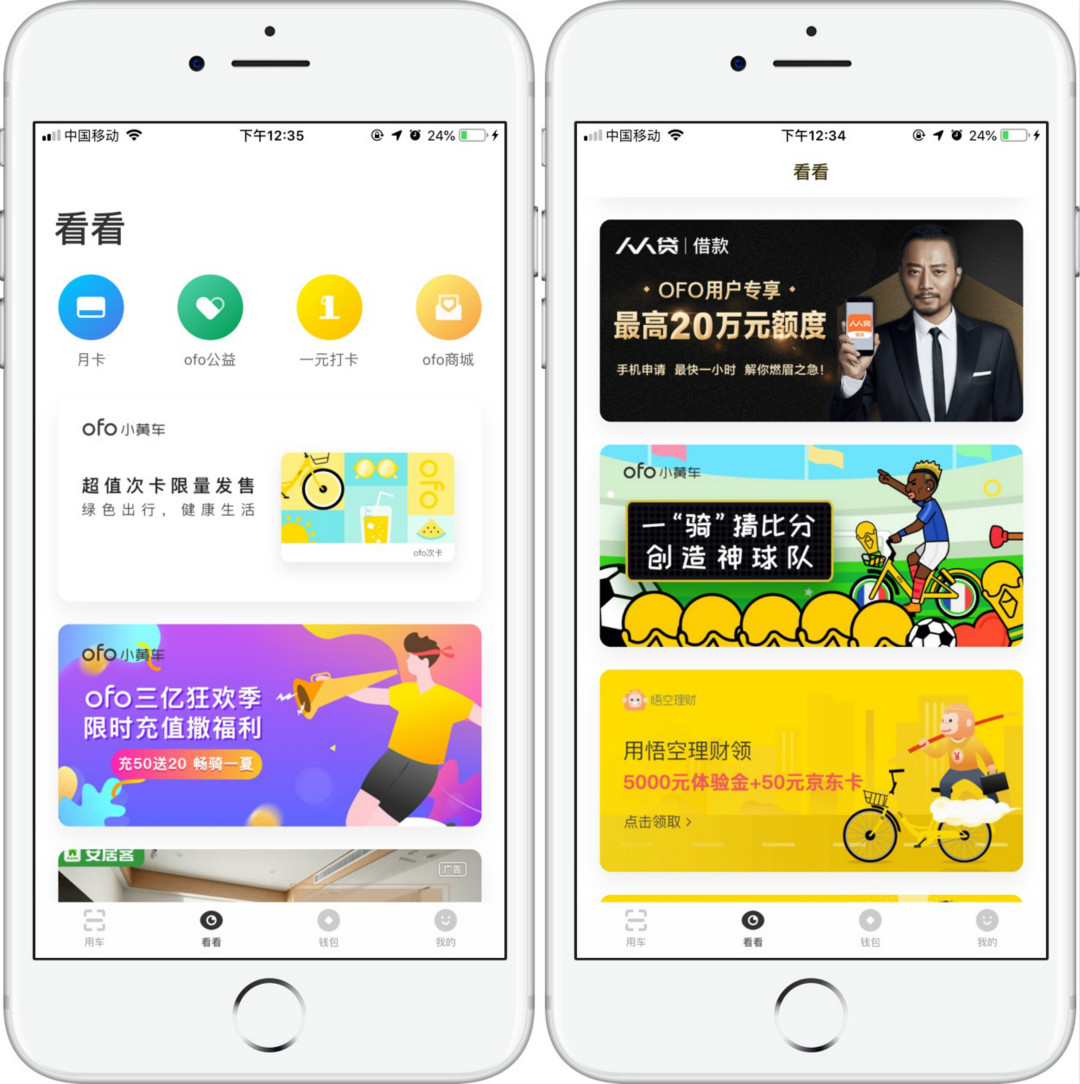 中国移动
下午12:35
24%
看看
月卡
ofo公益
1
一元打卡
ofo商城
ofo小黄车
超值次卡限量发售
绿色出行，健康生活
ofo
ofo次卡
ofo小黄车
ofo三亿狂欢季
限时充值撒福利
充50送20 畅骑一夏
安居客
广告
用车
看看
钱包
我的
中国移动
下午12:34
24%
看看
人人贷 | 借款
OFO用户专享
最高20万元额度
手机申请 最快一小时 解你燃眉之急!
人人贷
ofo小黄车
一“骑”猜比分
创造神球队
悟空理财
用悟空理财领
5000元体验金+50元京东卡
点击领取 >
¥
用车
看看
钱包
我的